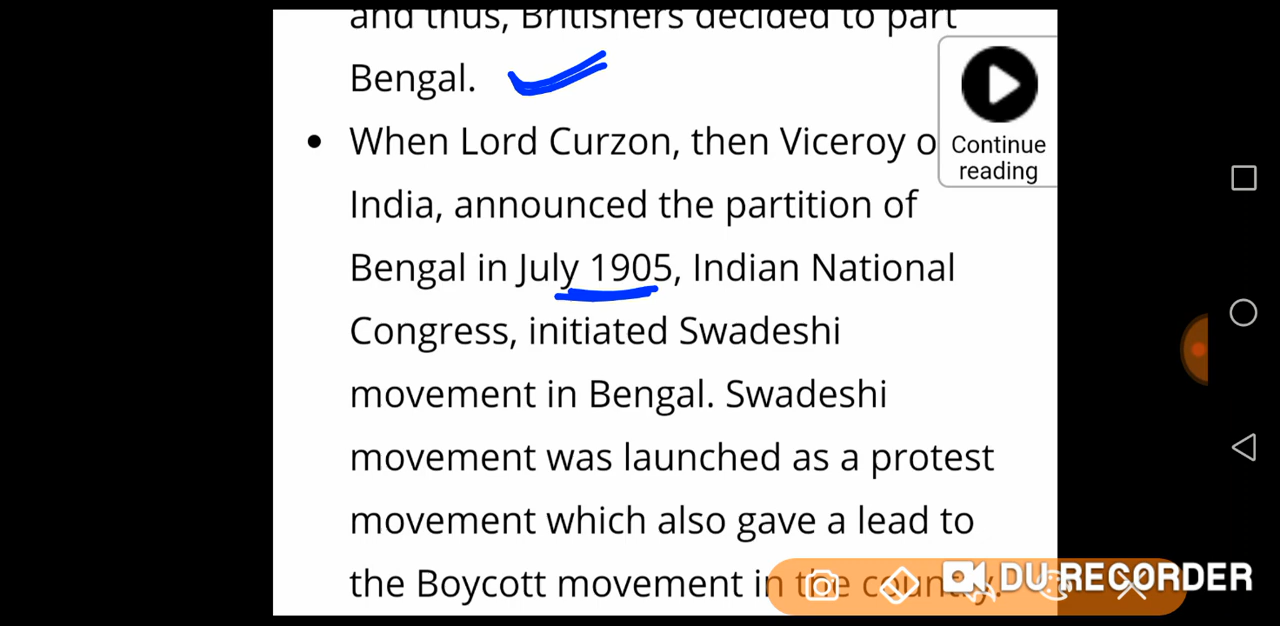 and thus, Britishers decided to part
Bengal.
When Lord Curzon, then Viceroy o
India, announced the partition of
Bengal in July 1905, Indian National
Congress, initiated Swadeshi
movement in Bengal. Swadeshi
movement was launched as a protest
movement which also gave a lead to
the Boycott movement in the country.
Continue
reading
DU RECORDER